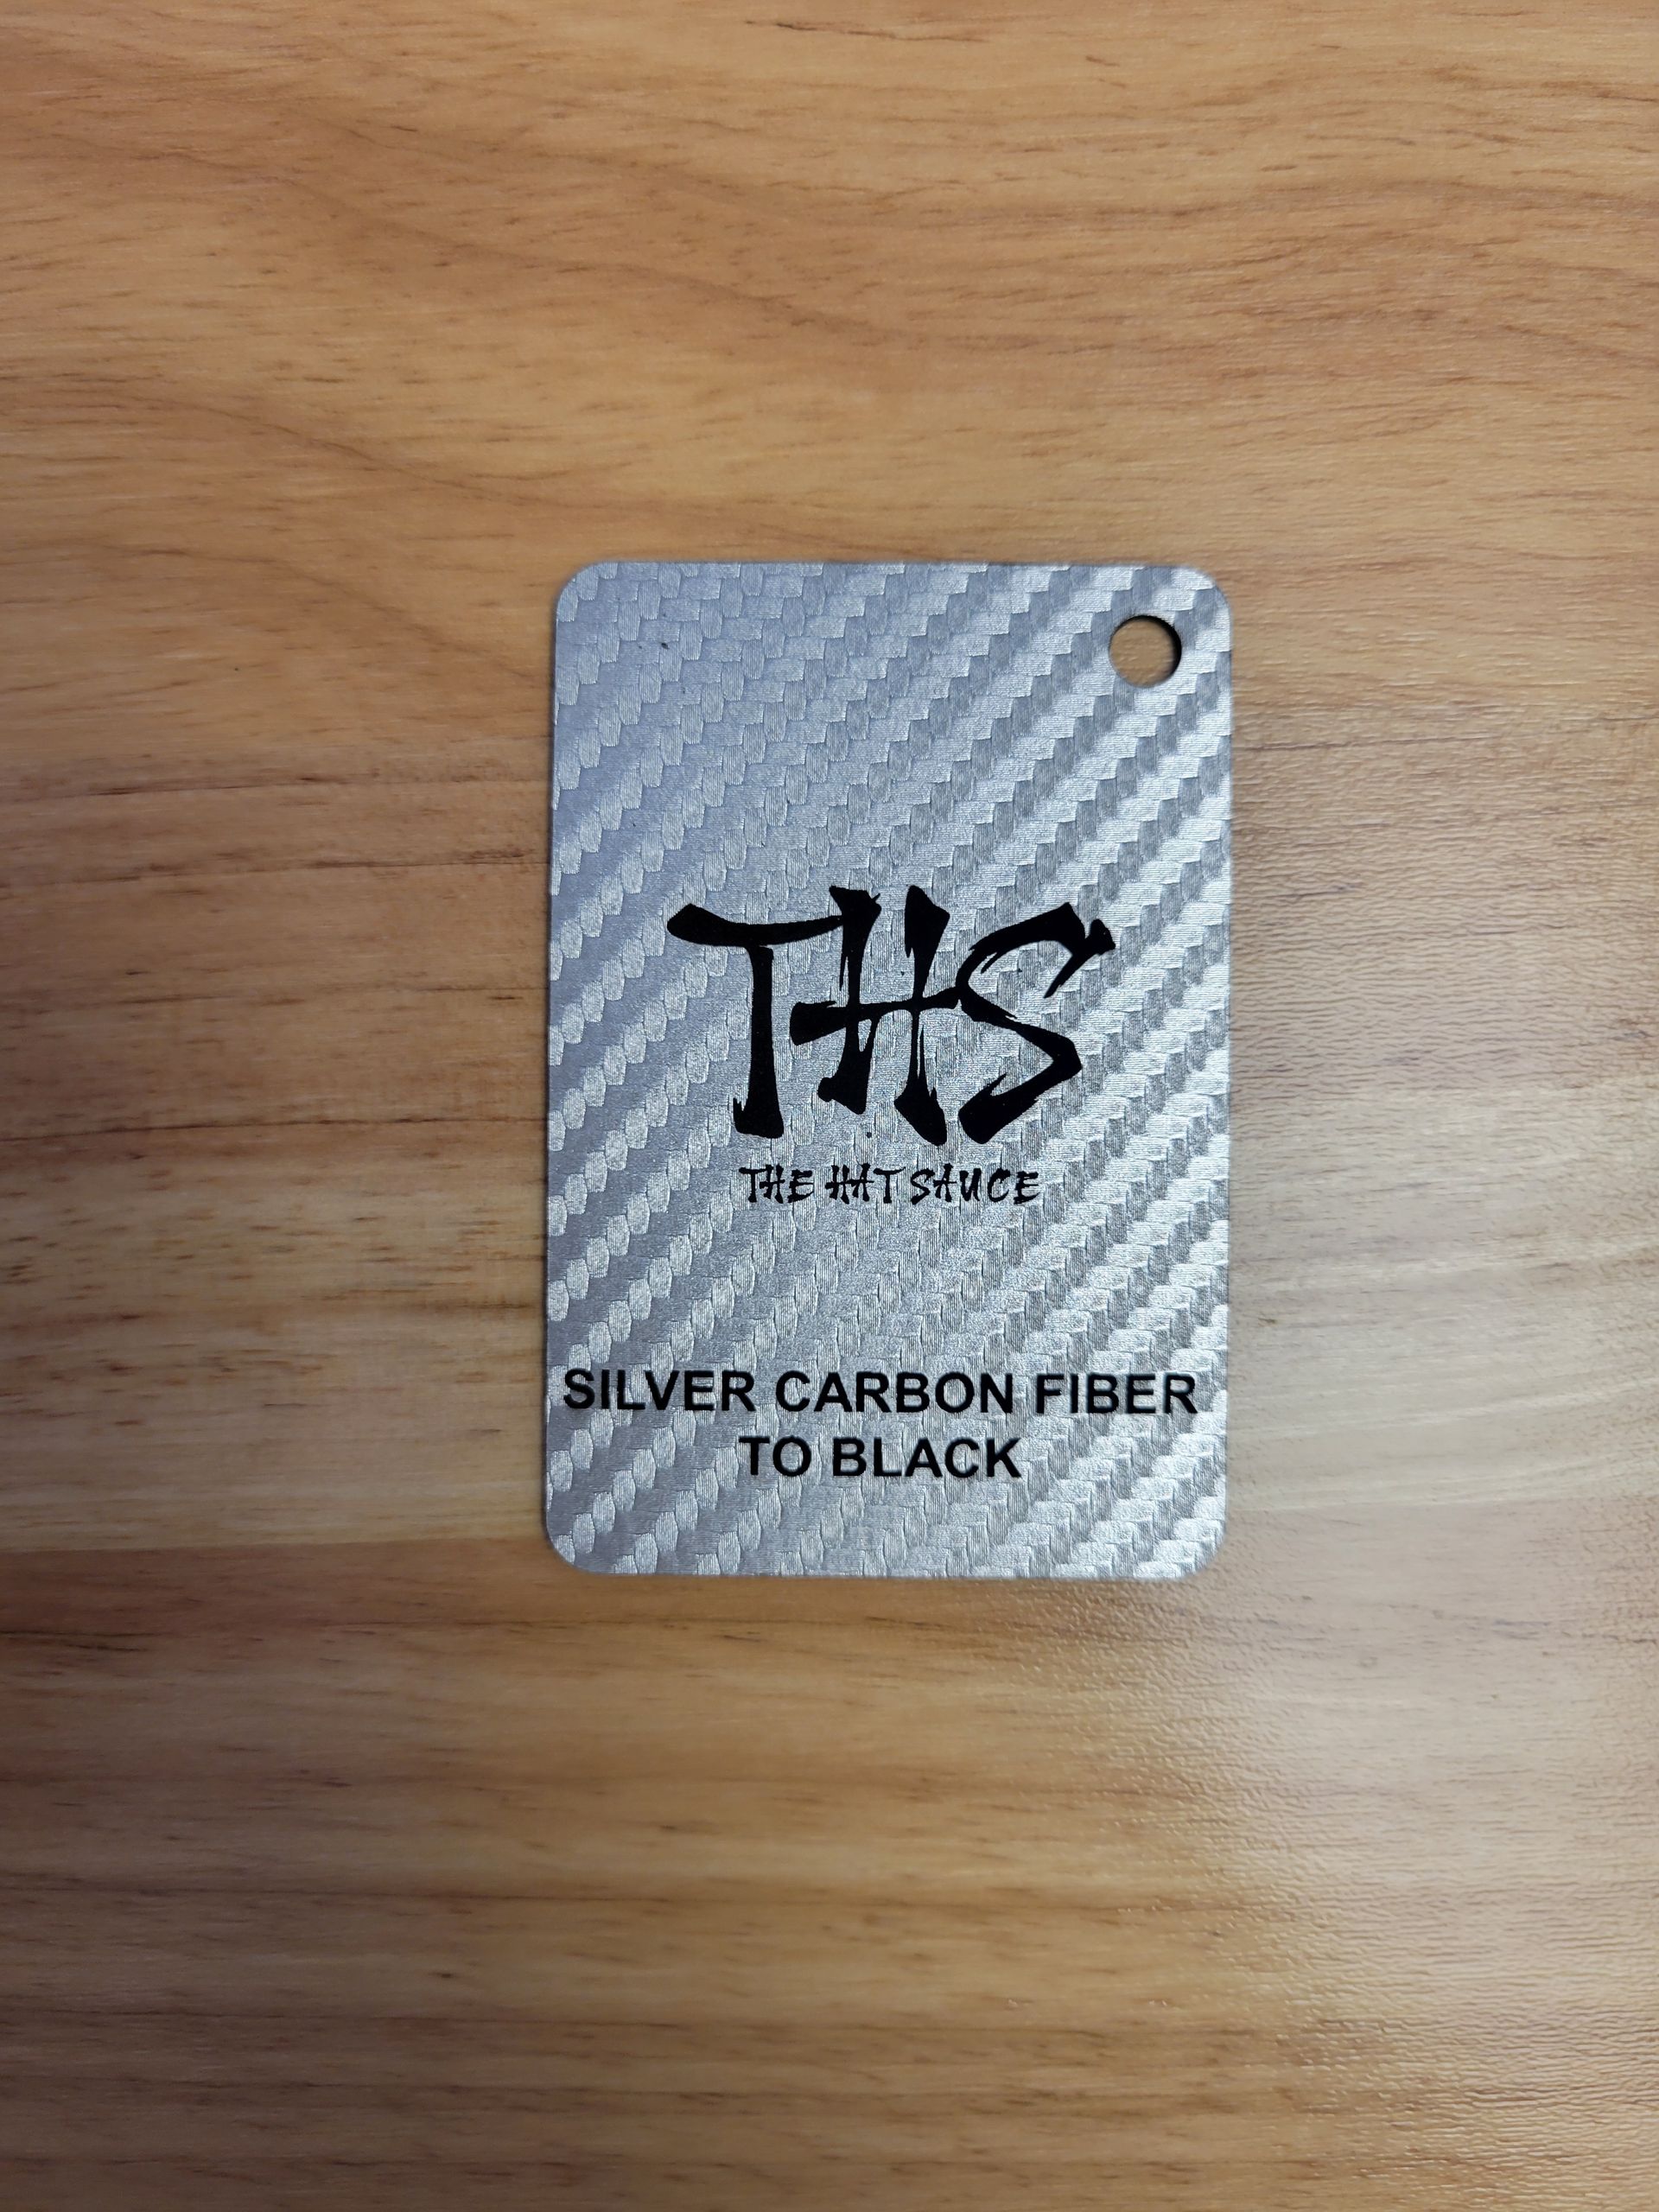 THS
THE HAT SAUCE
SILVER CARBON FIBER
TO BLACK